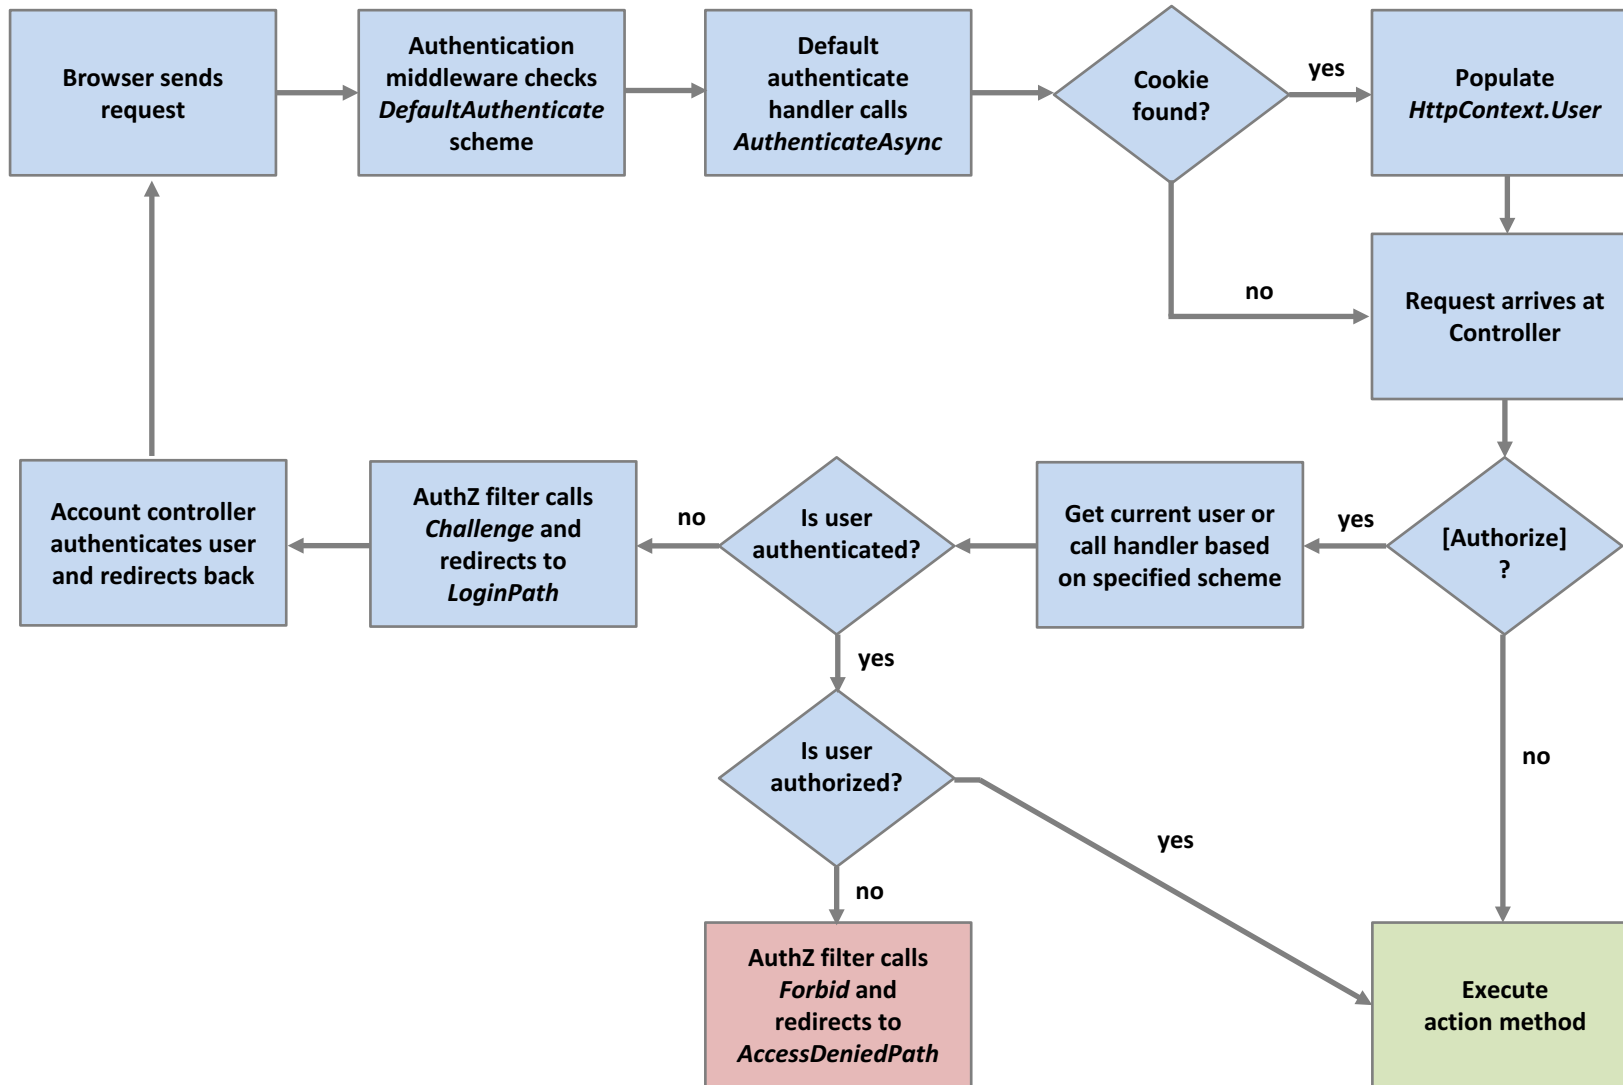 Browser sends
request
Authentication
middleware checks
DefaultAuthenticate
scheme
Default
authenticate
handler calls
AuthenticateAsync
Cookie
found?
yes
Populate
HttpContext.User
no
Request arrives at
Controller
[Authorize]
?
yes
Get current user or
call handler based
on specified scheme
Is user
authenticated?
no
AuthZ filter calls
Challenge and
redirects to
LoginPath
Account controller
authenticates user
and redirects back
yes
Is user
authorized?
yes
no
no
AuthZ filter calls
Forbid and
redirects to
AccessDeniedPath
Execute
action method